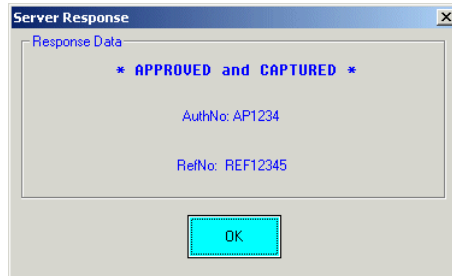 Server Response
Response Data
* APPROVED and CAPTURED *
AuthNo: AP1234
RefNo: REF12345
OK